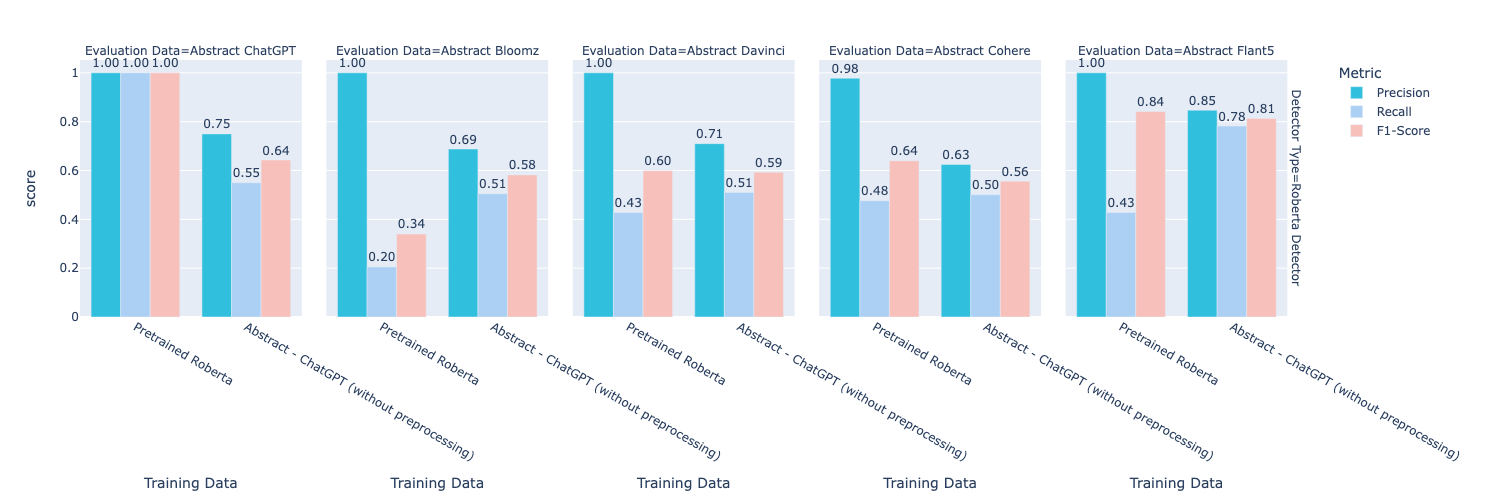 Evaluation Data=Abstract ChatGPT
Evaluation Data=Abstract Bloomz
Evaluation Data=Abstract Davinci
Evaluation Data=Abstract Cohere
Evaluation Data=Abstract Flant5
score
1
0.8
0.6
0.4
0.2
0
1.00 1.00 1.00
0.75 0.55 0.64
1.00 0.20 0.34
0.69 0.51 0.58
1.00 0.43 0.60
0.71 0.51 0.59
0.98 0.48 0.64
0.63 0.50 0.56
1.00 0.43 0.84
0.85 0.78 0.81
Detector Type=Roberta Detector
Metric
Precision
Recall
F1-Score
Pretrained Roberta
Abstract - ChatGPT (without preprocessing)
Pretrained Roberta
Abstract - ChatGPT (without preprocessing)
Pretrained Roberta
Abstract - ChatGPT (without preprocessing)
Pretrained Roberta
Abstract - ChatGPT (without preprocessing)
Pretrained Roberta
Abstract - ChatGPT (without preprocessing)
Training Data
Training Data
Training Data
Training Data
Training Data